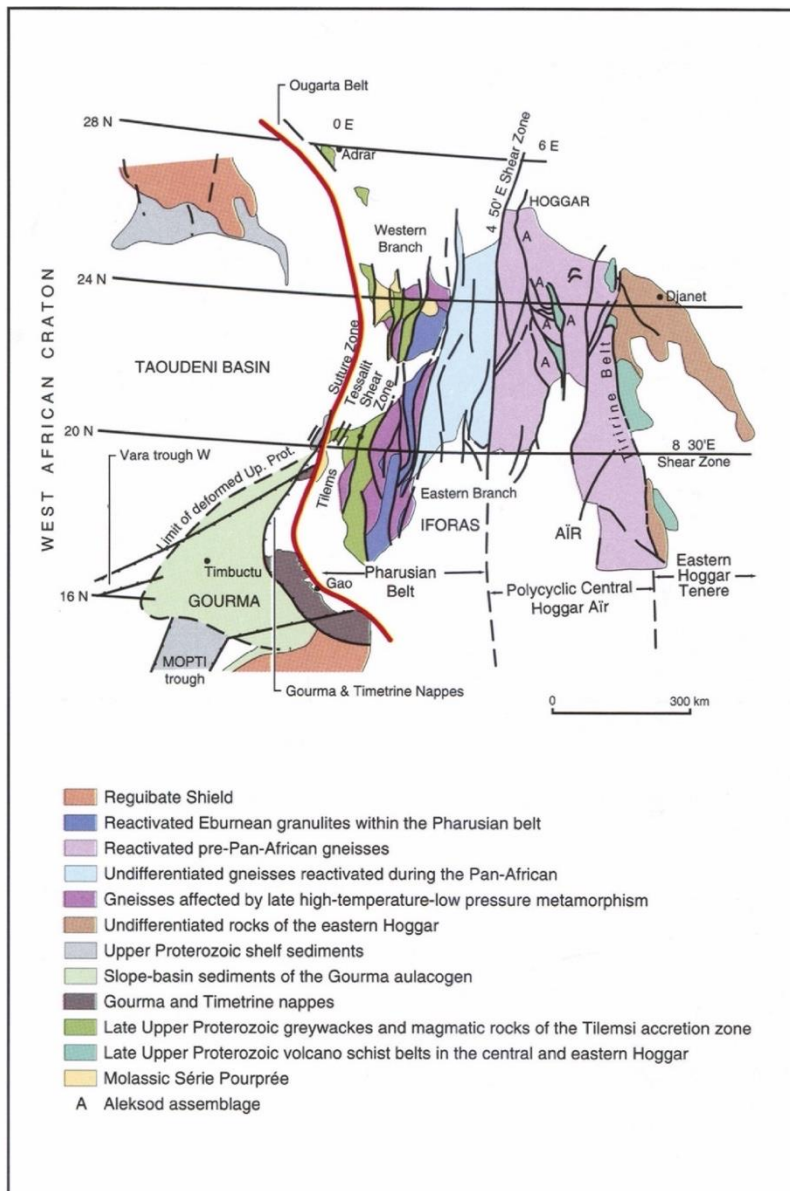 Ougarta Belt
28 N
0 E
Adrar
6 E
4 50' E Shear Zone
HOGGAR
A
Western
Branch
24 N
A
A
A
A
Djanet
WEST AFRICAN CRATON
TAOUDENI BASIN
Suture Zone
Tessalit
Shear
Zone
Tiririne Belt
20 N
8 30'E
Shear Zone
Vara trough W
Limit of deformed Up. Prot.
Tilems
Eastern Branch
IFORAS
AÏR
Timbuctu
16 N
GOURMA
Gao
Pharusian
Belt
Polycyclic Central
Hoggar Aïr
Eastern
Hoggar
Tenere
MOPTI
trough
Gourma & Timetrine Nappes
0 300 km
Reguibate Shield
Reactivated Eburnean granulites within the Pharusian belt
Reactivated pre-Pan-African gneisses
Undifferentiated gneisses reactivated during the Pan-African
Gneisses affected by late high-temperature-low pressure metamorphism
Undifferentiated rocks of the eastern Hoggar
Upper Proterozoic shelf sediments
Slope-basin sediments of the Gourma aulacogen
Gourma and Timetrine nappes
Late Upper Proterozoic greywackes and magmatic rocks of the Tilemsi accretion zone
Late Upper Proterozoic volcano schist belts in the central and eastern Hoggar
Molassic Série Pourprée
A Aleksod assemblage